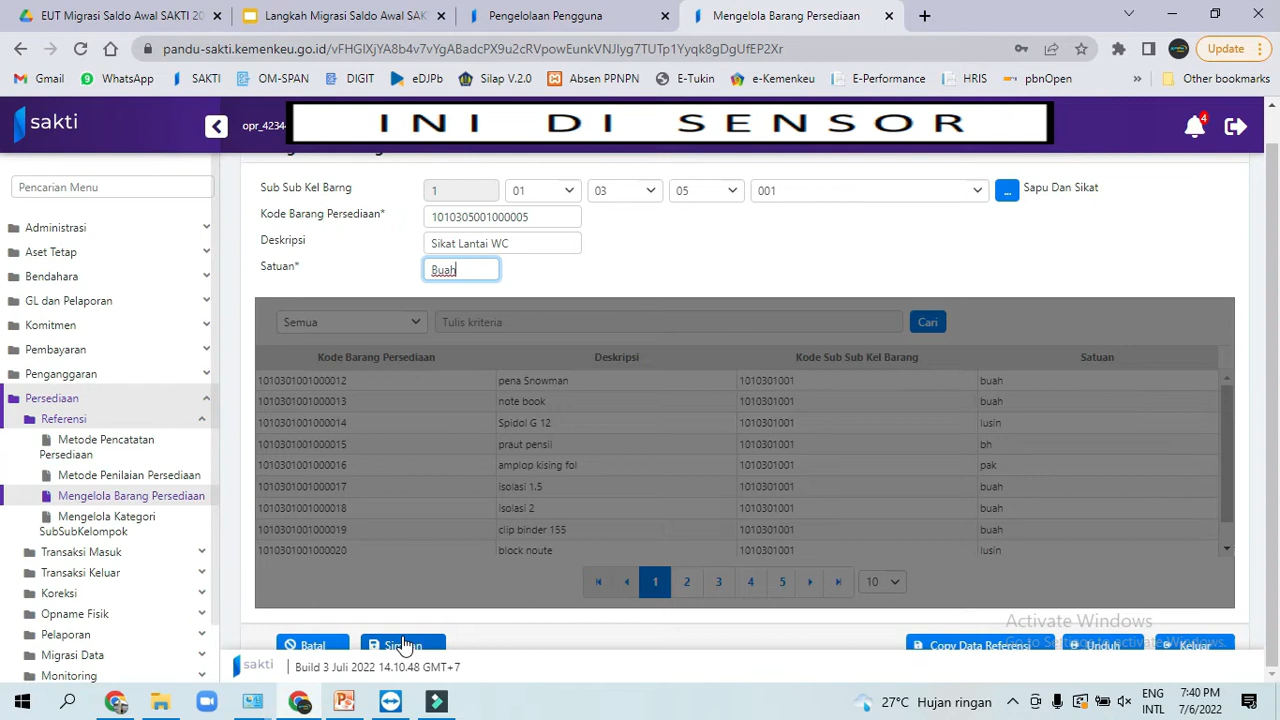 EUT Migrasi Saldo Awal SAKTI 20
Langkah Migrasi Saldo Awal SAK
Pengelolaan Pengguna
Mengelola Barang Persediaan
pandu-sakti.kemenkeu.go.id/vFHGIXjYA8b4v7vYgABadcPX9u2cRVpowEunkVNJIyg7TUTp1Yyqk8gDgUfEP2Xr
Update
Gmail
WhatsApp
SAKTI
OM-SPAN
DIGIT
eDJPb
Silap V.2.0
Absen PPNPN
E-Tukin
e-Kemenkeu
E-Performance
HRIS
pbnOpen
»
Other bookmarks
sakti
opr_4234
INI DI SENSOR
4
Pencarian Menu
Administrasi
Aset Tetap
Bendahara
GL dan Pelaporan
Komitmen
Pembayaran
Penganggaran
Persediaan
Referensi
Metode Pencatatan
Persediaan
Metode Penilaian Persediaan
Mengelola Barang Persediaan
Mengelola Kategori
SubSubKelompok
Transaksi Masuk
Transaksi Keluar
Koreksi
Opname Fisik
Pelaporan
Migrasi Data
Monitoring
Sub Sub Kel Barng 1 01 03 05 001 ... Sapu Dan Sikat
Kode Barang Persediaan* 1010305001000005
Deskripsi Sikat Lantai WC
Satuan* Buah
Semua Tulis kriteria Cari
Kode Barang Persediaan Deskripsi Kode Sub Sub Kel Barang Satuan
1010301001000012 pena Snowman 1010301001 buah
1010301001000013 note book 1010301001 buah
1010301001000014 Spidol G 12 1010301001 lusin
1010301001000015 praut pensil 1010301001 bh
1010301001000016 amplop kising fol 1010301001 pak
1010301001000017 isolasi 1.5 1010301001 buah
1010301001000018 isolasi 2 1010301001 buah
1010301001000019 clip binder 155 1010301001 buah
1010301001000020 block noute 1010301001 lusin
1 2 3 4 5 10
Activate Windows
Go to Settings to activate Windows.
Batal Simpan Copy Data Referensi Unduh Keluar
sakti Build 3 Juli 2022 14.10.48 GMT+7
27°C Hujan ringan
ENG
INTL
7:40 PM
7/6/2022